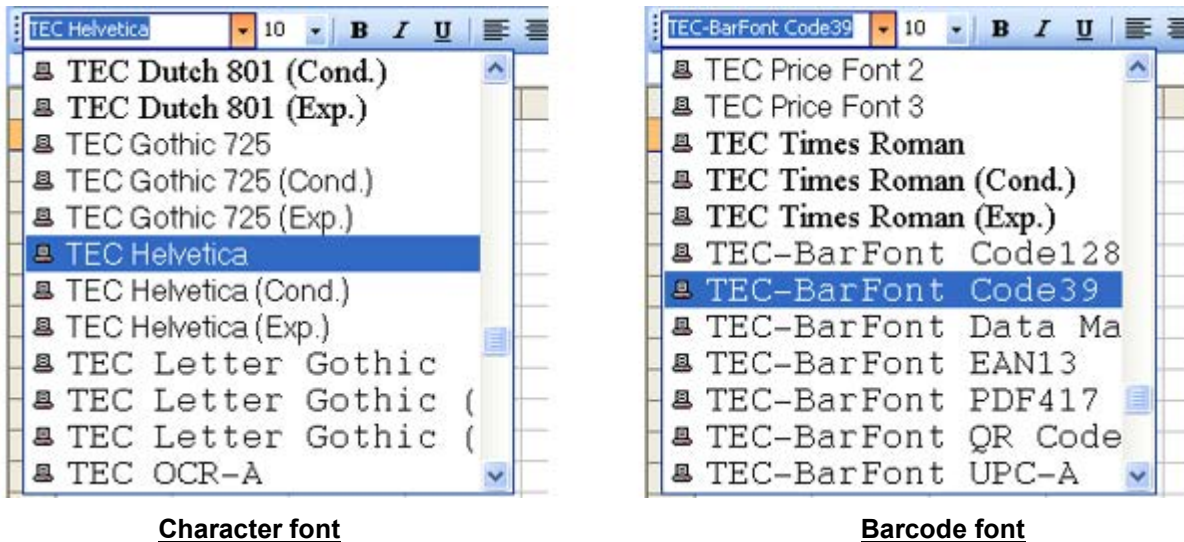 TEC Helvetica 10 B I U
TEC Dutch 801 (Cond.)
TEC Dutch 801 (Exp.)
TEC Gothic 725
TEC Gothic 725 (Cond.)
TEC Gothic 725 (Exp.)
TEC Helvetica
TEC Helvetica (Cond.)
TEC Helvetica (Exp.)
TEC Letter Gothic
TEC Letter Gothic (
TEC Letter Gothic (
TEC OCR-A
Character font
TEC-BarFont Code39 10 B I U
TEC Price Font 2
TEC Price Font 3
TEC Times Roman
TEC Times Roman (Cond.)
TEC Times Roman (Exp.)
TEC-BarFont Code128
TEC-BarFont Code39
TEC-BarFont Data Ma
TEC-BarFont EAN13
TEC-BarFont PDF417
TEC-BarFont QR Code
TEC-BarFont UPC-A
Barcode font